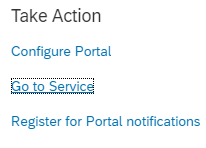 Take Action
Configure Portal
Go to Service
Register for Portal notifications